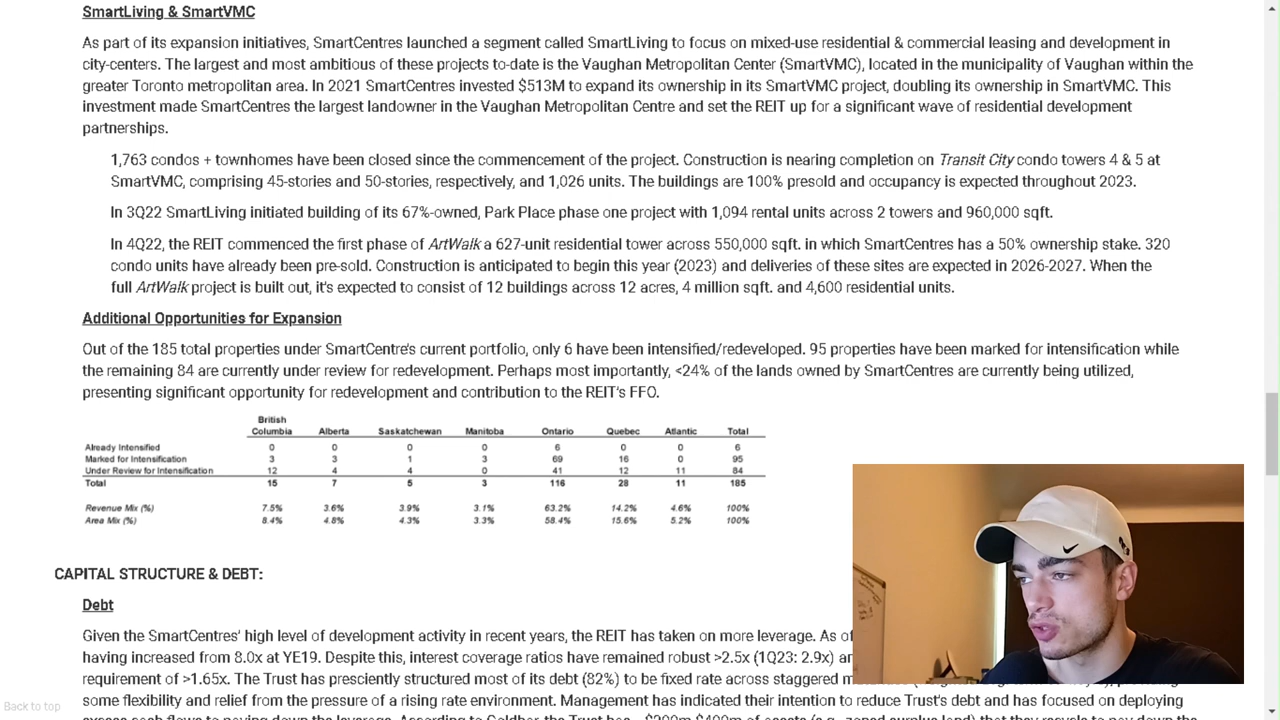 SmartLiving & SmartVMC
As part of its expansion initiatives, SmartCentres launched a segment called SmartLiving to focus on mixed-use residential & commercial leasing and development in
city-centers. The largest and most ambitious of these projects to-date is the Vaughan Metropolitan Center (SmartVMC), located in the municipality of Vaughan within the
greater Toronto metropolitan area. In 2021 SmartCentres invested $513M to expand its ownership in its SmartVMC project, doubling its ownership in SmartVMC. This
investment made SmartCentres the largest landowner in the Vaughan Metropolitan Centre and set the REIT up for a significant wave of residential development
partnerships.
1,763 condos + townhomes have been closed since the commencement of the project. Construction is nearing completion on Transit City condo towers 4 & 5 at
SmartVMC, comprising 45-stories and 50-stories, respectively, and 1,026 units. The buildings are 100% presold and occupancy is expected throughout 2023.
In 3Q22 SmartLiving initiated building of its 67%-owned, Park Place phase one project with 1,094 rental units across 2 towers and 960,000 sqft.
In 4Q22, the REIT commenced the first phase of ArtWalk a 627-unit residential tower across 550,000 sqft. in which SmartCentres has a 50% ownership stake. 320
condo units have already been pre-sold. Construction is anticipated to begin this year (2023) and deliveries of these sites are expected in 2026-2027. When the
full ArtWalk project is built out, it's expected to consist of 12 buildings across 12 acres, 4 million sqft. and 4,600 residential units.
Additional Opportunities for Expansion
Out of the 185 total properties under SmartCentre's current portfolio, only 6 have been intensified/redeveloped. 95 properties have been marked for intensification while
the remaining 84 are currently under review for redevelopment. Perhaps most importantly, <24% of the lands owned by SmartCentres are currently being utilized,
presenting significant opportunity for redevelopment and contribution to the REIT's FFO.
British
Columbia Alberta Saskatchewan Manitoba Ontario Quebec Atlantic Total
Already Intensified 0 0 0 0 6 0 0 6
Marked for Intensification 3 3 1 3 69 16 0 95
Under Review for Intensification 12 4 4 0 41 12 11 84
Total 15 7 5 3 116 28 11 185
Revenue Mix (%) 7.5% 3.6% 3.9% 3.1% 63.2% 14.2% 4.6% 100%
Area Mix (%) 8.4% 4.8% 4.3% 3.3% 58.4% 15.6% 5.2% 100%
CAPITAL STRUCTURE & DEBT:
Debt
Given the SmartCentres' high level of development activity in recent years, the REIT has taken on more leverage. As of
having increased from 8.0x at YE19. Despite this, interest coverage ratios have remained robust >2.5x (1Q23: 2.9x)
requirement of >1.65x. The Trust has presciently structured most of its debt (82%) to be fixed rate across staggered
some flexibility and relief from the pressure of a rising rate environment. Management has indicated their intention to reduce Trust's debt and has focused on deploying
Back to top